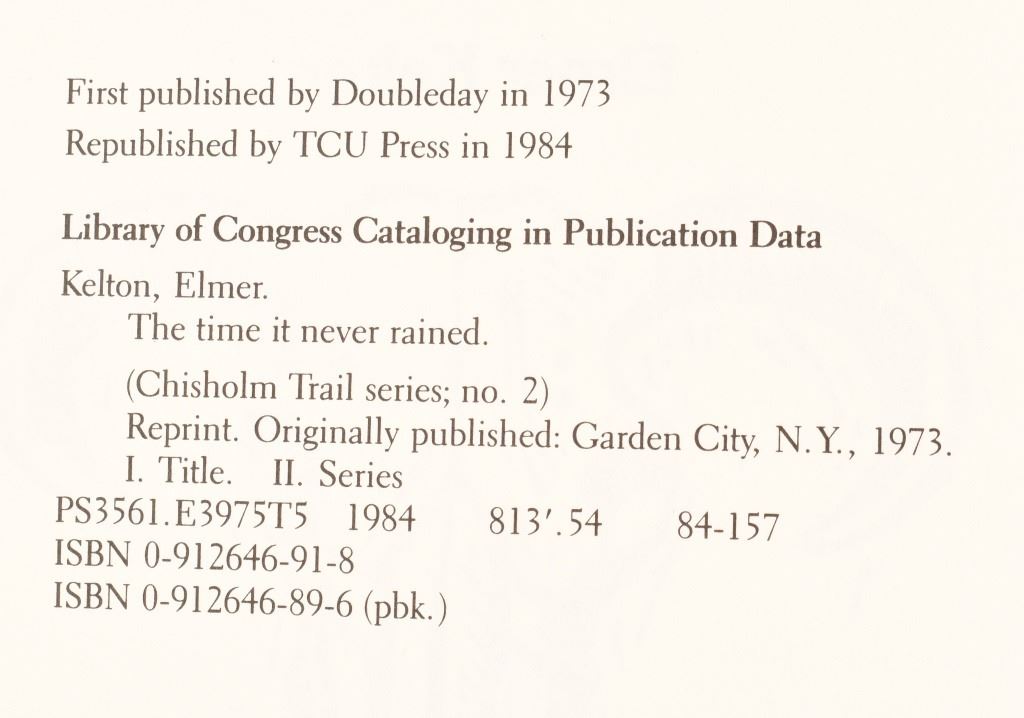 First published by Doubleday in 1973
Republished by TCU Press in 1984
Library of Congress Cataloging in Publication Data
Kelton, Elmer.
The time it never rained.
(Chisholm Trail series; no. 2)
Reprint. Originally published: Garden City, N.Y., 1973.
I. Title. II. Series
PS3561.E3975T5 1984 813′.54 84-157
ISBN 0-912646-91-8
ISBN 0-912646-89-6 (pbk.)